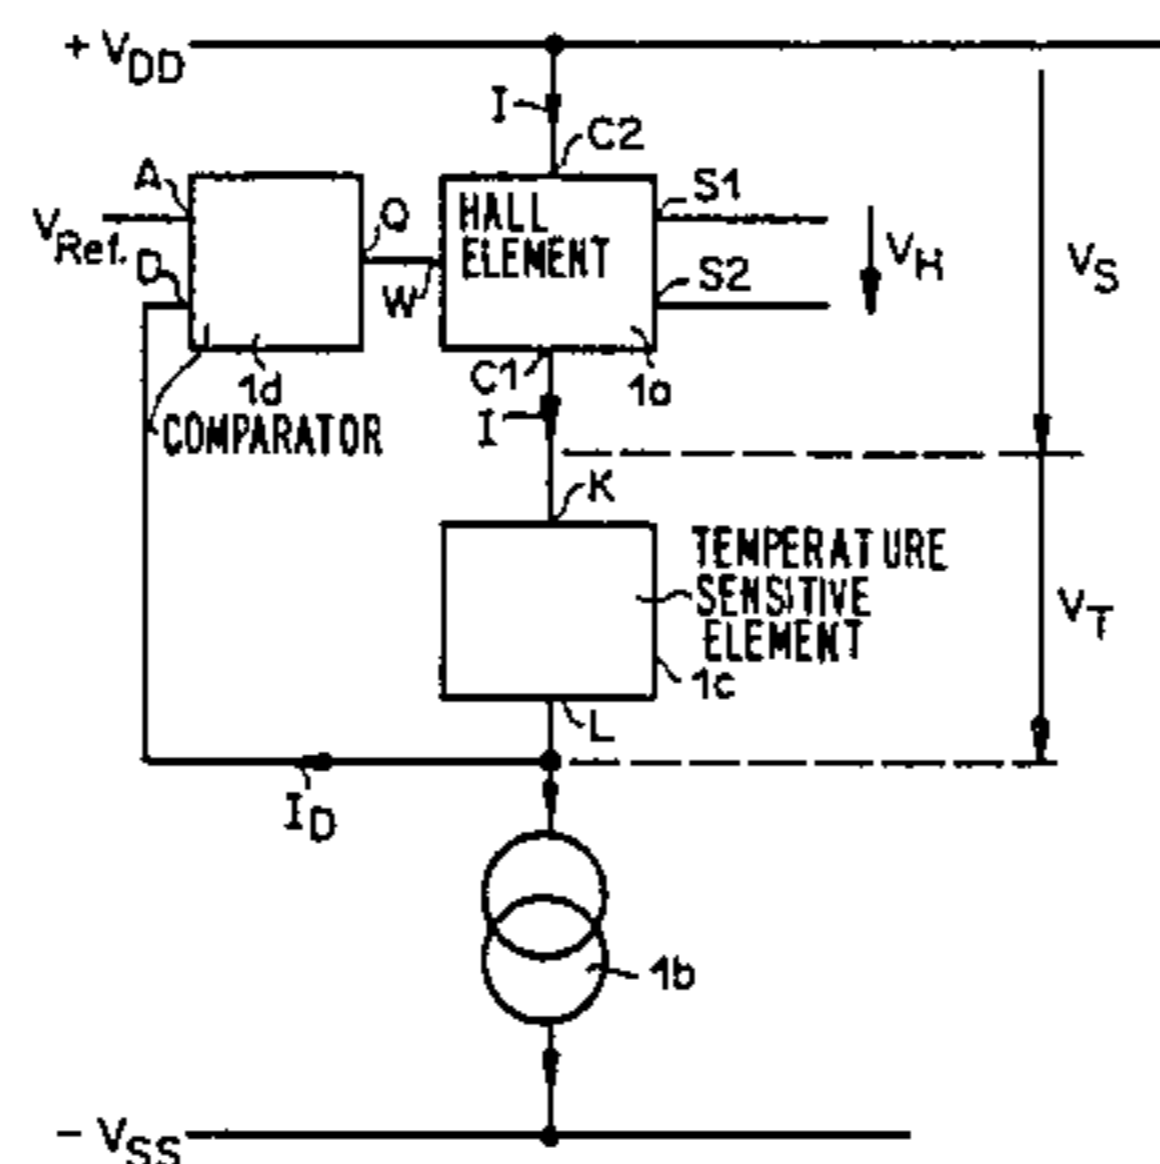 + VDD
I
C2
A
S1
VRef.
Q
HALL
ELEMENT
VH
VS
D
W
S2
1d
C1
1a
COMPARATOR
I
K
TEMPERATURE
SENSITIVE
ELEMENT
VT
1c
L
ID
1b
- VSS